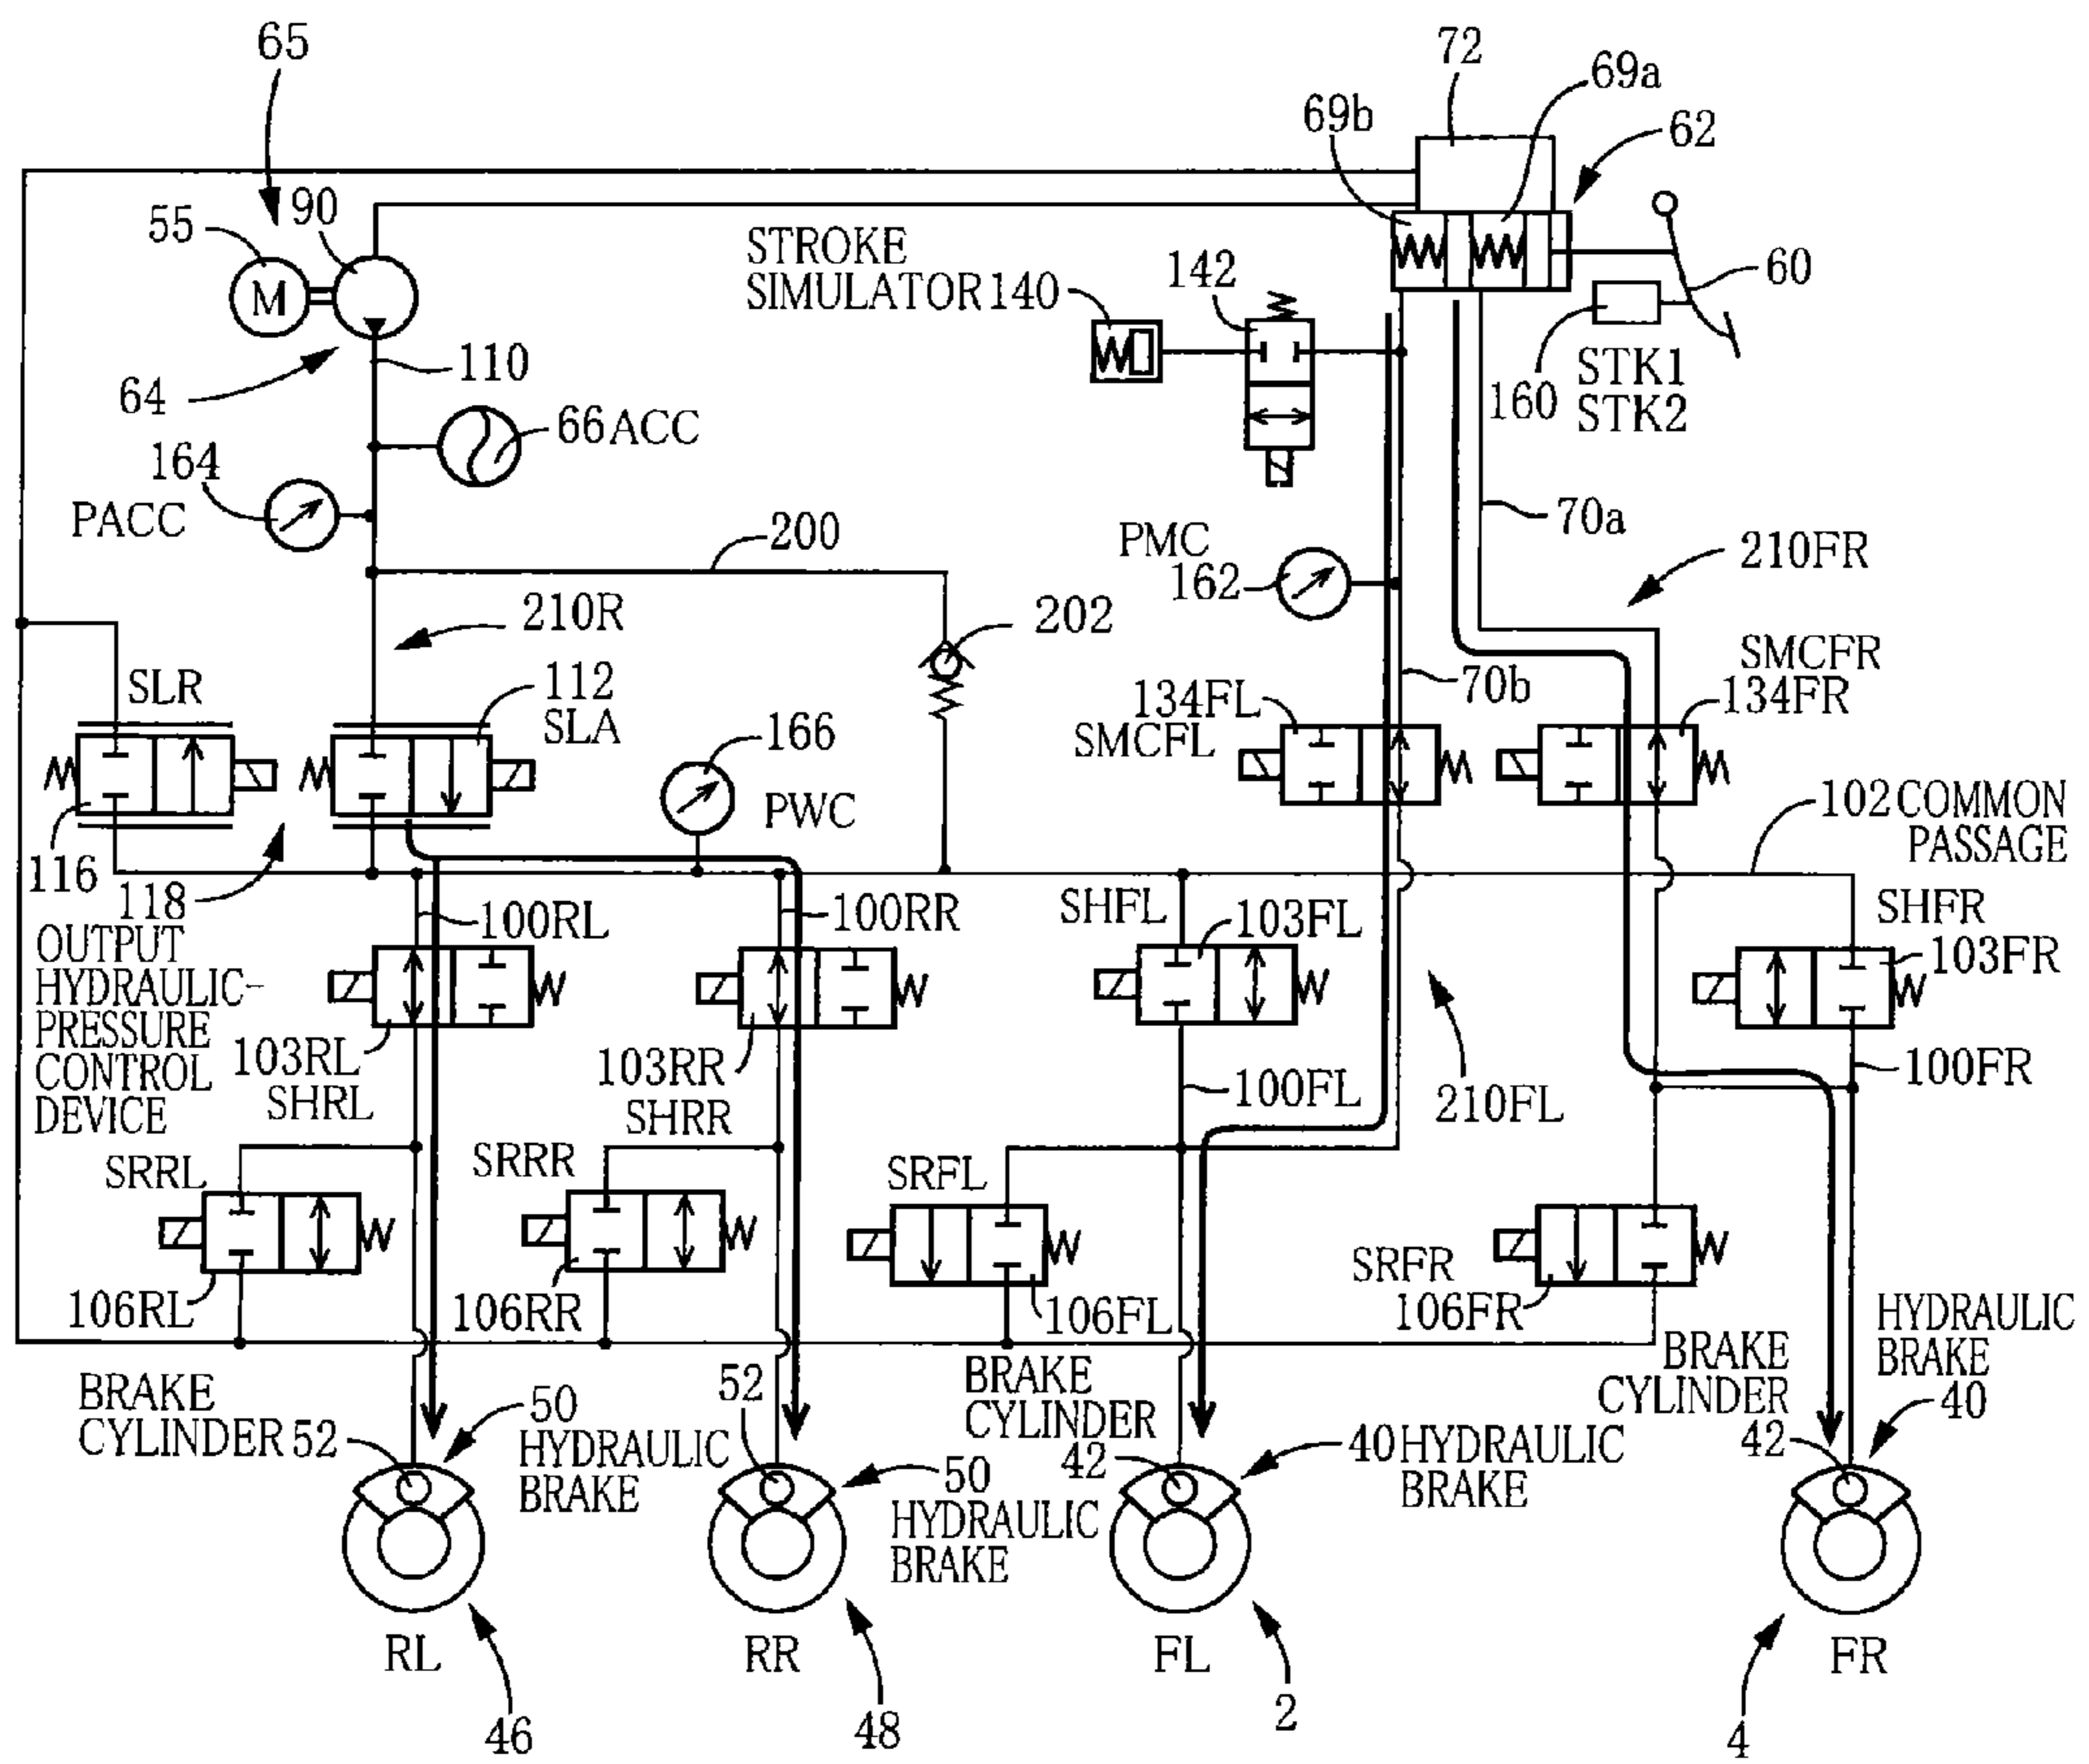 65
72
69a
69b
62
55
90
M
STROKE
SIMULATOR 140
142
60
110
64
66 ACC
160
STK1
STK2
164
PACC
200
PMC
162
70a
210FR
210R
202
SLR
112
SLA
70b
SMCFR
134FR
134FL
SMCFL
166
PWC
102 COMMON
PASSAGE
116
118
OUTPUT
HYDRAULIC-
PRESSURE
CONTROL
DEVICE
100RL
100RR
SHFL
103FL
SHFR
103FR
103RL
SHRL
103RR
SHRR
100FL
210FL
100FR
SRRL
SRRR
SRFL
SRFR
106RL
106RR
106FL
106FR
BRAKE
CYLINDER 52
50
HYDRAULIC
BRAKE
52
50
HYDRAULIC
BRAKE
BRAKE
CYLINDER
42
40 HYDRAULIC
BRAKE
BRAKE
CYLINDER
42
HYDRAULIC
BRAKE
40
RL
46
RR
48
FL
2
FR
4